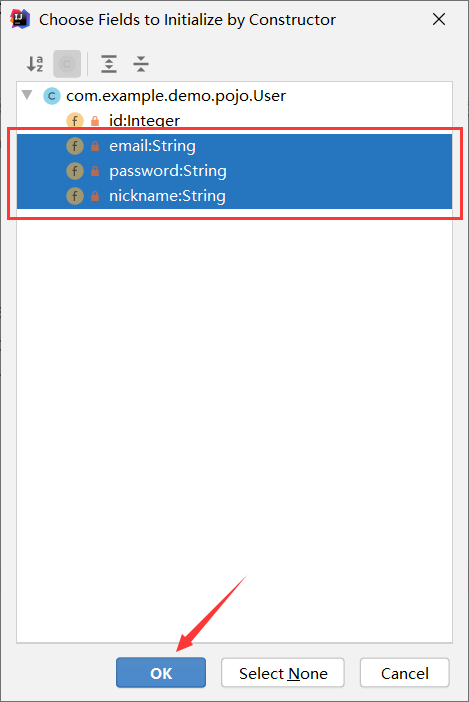 Choose Fields to Initialize by Constructor
com.example.demo.pojo.User
id:Integer
email:String
password:String
nickname:String
OK
Select None
Cancel